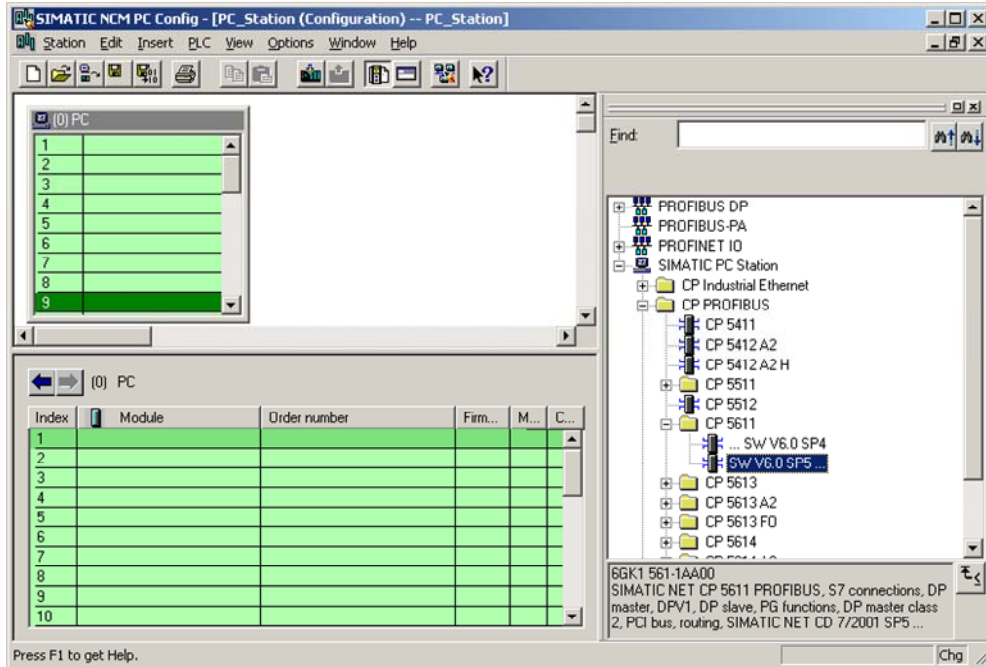 SIMATIC NCM PC Config - [PC_Station (Configuration) -- PC_Station]
Station Edit Insert PLC View Options Window Help
(0) PC
1
2
3
4
5
6
7
8
9
(0) PC
Index Module Order number Firm... M... C...
1
2
3
4
5
6
7
8
9
10
Find:
PROFIBUS DP
PROFIBUS-PA
PROFINET IO
SIMATIC PC Station
CP Industrial Ethernet
CP PROFIBUS
CP 5411
CP 5412 A2
CP 5412 A2 H
CP 5511
CP 5512
CP 5611
... SW V6.0 SP4
SW V6.0 SP5 ...
CP 5613
CP 5613 A2
CP 5613 FO
CP 5614
6GK1 561-1AA00
SIMATIC NET CP 5611 PROFIBUS, S7 connections, DP
master, DPV1, DP slave, PG functions, DP master class
2, PCI bus, routing, SIMATIC NET CD 7/2001 SP5 ...
Press F1 to get Help.
Chg